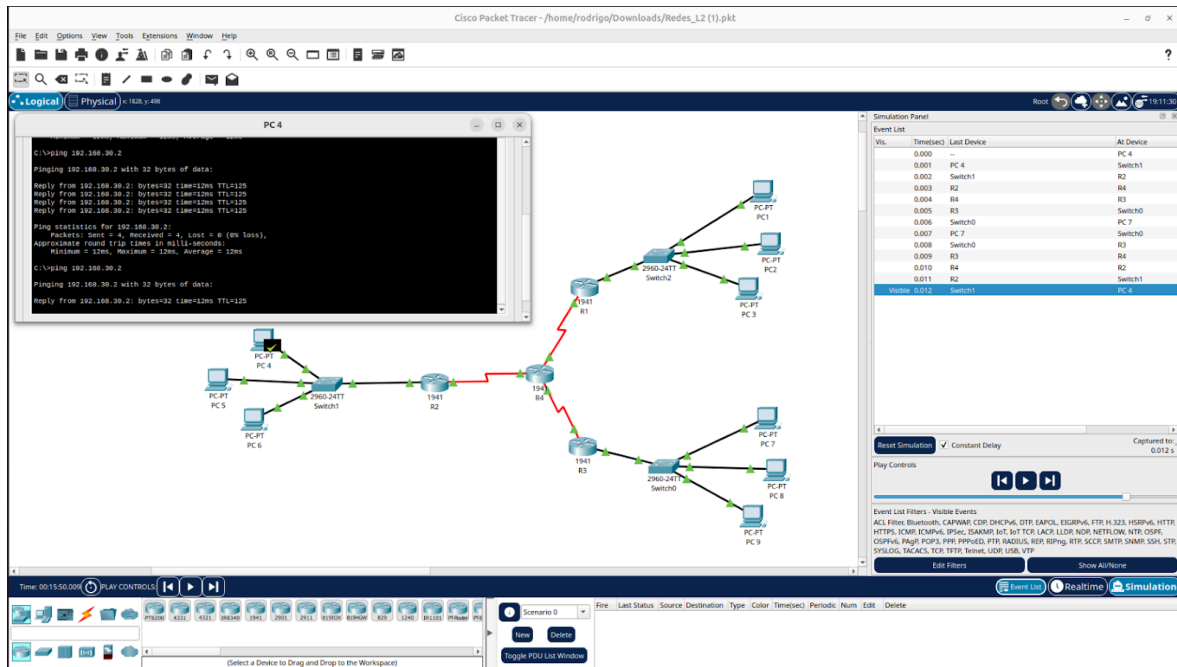 Cisco Packet Tracer - /home/rodrigo/Downloads/Redes_L2 (1).pkt
File Edit Options View Tools Extensions Window Help
?
Logical Physical x: 1828, y: 498
Root 19:11:30
PC 4
C:\>ping 192.168.30.2
Pinging 192.168.30.2 with 32 bytes of data:
Reply from 192.168.30.2: bytes=32 time=12ms TTL=125
Reply from 192.168.30.2: bytes=32 time=12ms TTL=125
Reply from 192.168.30.2: bytes=32 time=12ms TTL=125
Reply from 192.168.30.2: bytes=32 time=12ms TTL=125
Ping statistics for 192.168.30.2:
Packets: Sent = 4, Received = 4, Lost = 0 (0% loss),
Approximate round trip times in milli-seconds:
Minimum = 12ms, Maximum = 12ms, Average = 12ms
C:\>ping 192.168.30.2
Pinging 192.168.30.2 with 32 bytes of data:
Reply from 192.168.30.2: bytes=32 time=12ms TTL=125
PC-PT
PC1
PC-PT
PC2
PC-PT
PC 3
2960-24TT
Switch2
1941
R1
PC-PT
PC 4
PC-PT
PC 5
PC-PT
PC 6
2960-24TT
Switch1
1941
R2
1941
R4
1941
R3
2960-24TT
Switch0
PC-PT
PC 7
PC-PT
PC 8
PC-PT
PC 9
Simulation Panel
Event List
Vis. Time(sec) Last Device At Device
0.000 -- PC 4
0.001 PC 4 Switch1
0.002 Switch1 R2
0.003 R2 R4
0.004 R4 R3
0.005 R3 Switch0
0.006 Switch0 PC 7
0.007 PC 7 Switch0
0.008 Switch0 R3
0.009 R3 R4
0.010 R4 R2
0.011 R2 Switch1
Visible 0.012 Switch1 PC 4
Reset Simulation Constant Delay Captured to:
0.012 s
Play Controls
Event List Filters - Visible Events
ACL Filter, Bluetooth, CAPWAP, CDP, DHCPv6, DTP, EAPOL, EIGRPv6, FTP, H.323, HSRPv6, HTTP,
HTTPS, ICMP, ICMPv6, IPSec, ISAKMP, IoT, IoT TCP, LACP, LLDP, NDP, NETFLOW, NTP, OSPF,
OSPFv6, PAgP, POP3, PPP, PPPoED, PTP, RADIUS, REP, RIPng, RTP, SCCP, SMTP, SNMP, SSH, STP,
SYSLOG, TACACS, TCP, TFTP, Telnet, UDP, USB, VTP
Edit Filters Show All/None
Time: 00:15:50.009 PLAY CONTROLS:
Event List Realtime Simulation
4331 4321 1941 2901 2911 819HGW 829 1240
(Select a Device to Drag and Drop to the Workspace)
Scenario 0
New Delete
Toggle PDU List Window
Fire Last Status Source Destination Type Color Time(sec) Periodic Num Edit Delete